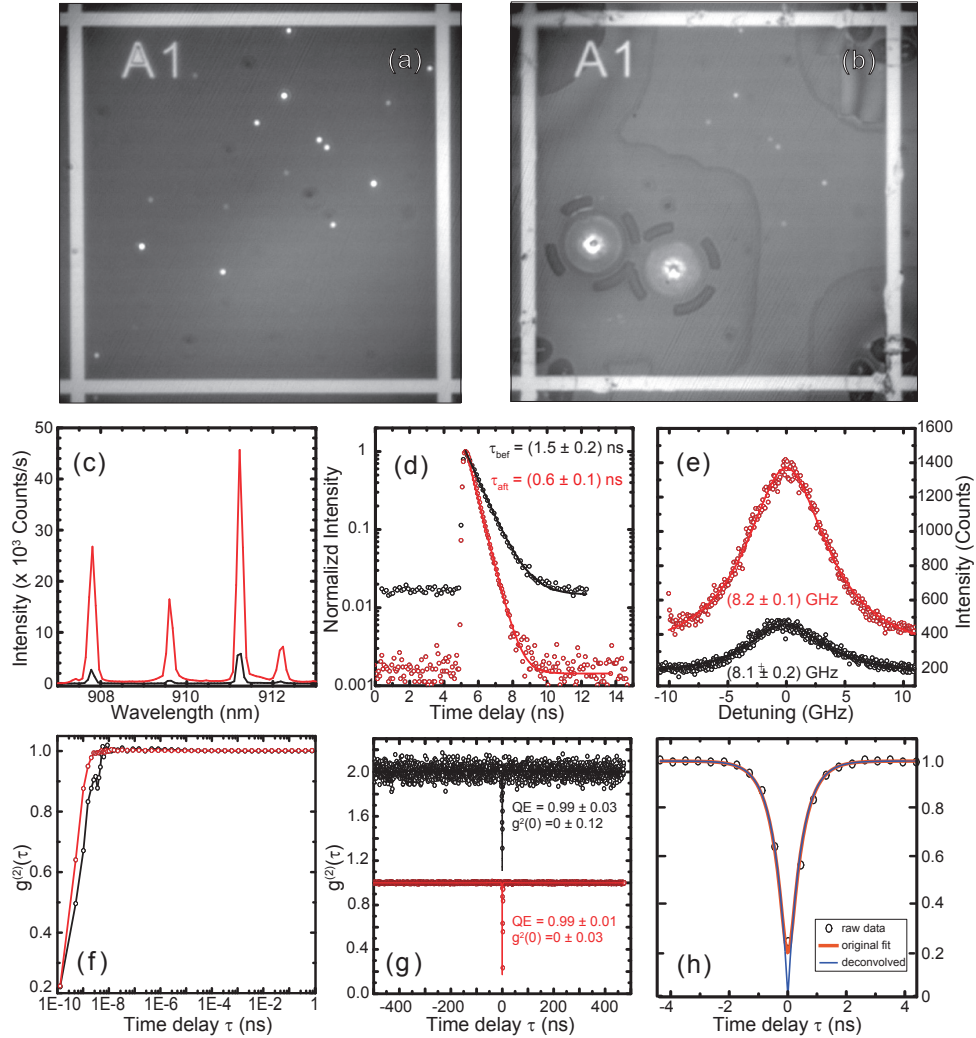 A1 (a)
A1 (b)
(c)
Intensity (x 10³ Counts/s)
50
40
30
20
10
0
908 910 912
Wavelength (nm)
(d)
τbef = (1.5 ± 0.2) ns
τaft = (0.6 ± 0.1) ns
Normalizd Intensity
1
0.1
0.01
0.001
0 2 4 6 8 10 12 14
Time delay (ns)
(e)
(8.2 ± 0.1) GHz
(8.1 ± 0.2) GHz
1600
1400
1200
1000
800
600
400
200
Intensity (Counts)
-10 -5 0 5 10
Detuning (GHz)
(f)
g⁽²⁾(τ)
1.0
0.8
0.6
0.4
0.2
1E-10 1E-8 1E-6 1E-4 1E-2 1
Time delay τ (ns)
(g)
g⁽²⁾(τ)
2.0
1.6
1.2
0.8
0.4
0.0
QE = 0.99 ± 0.03
g²(0) =0 ± 0.12
QE = 0.99 ± 0.01
g²(0) =0 ± 0.03
-400 -200 0 200 400
Time delay τ (ns)
(h)
raw data
original fit
deconvolved
1.0
0.8
0.6
0.4
0.2
0
-4 -2 0 2 4
Time delay τ (ns)